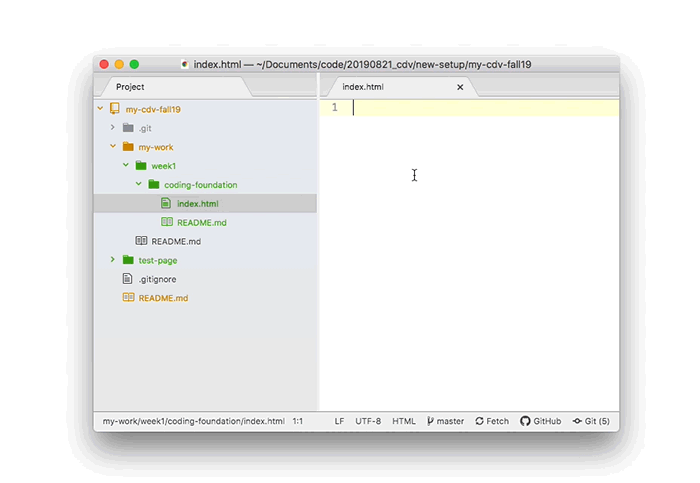 index.html — ~/Documents/code/20190821_cdv/new-setup/my-cdv-fall19
Project
index.html
my-cdv-fall19
.git
my-work
week1
coding-foundation
index.html
README.md
README.md
test-page
.gitignore
README.md
1
my-work/week1/coding-foundation/index.html 1:1 LF UTF-8 HTML master Fetch GitHub Git (5)